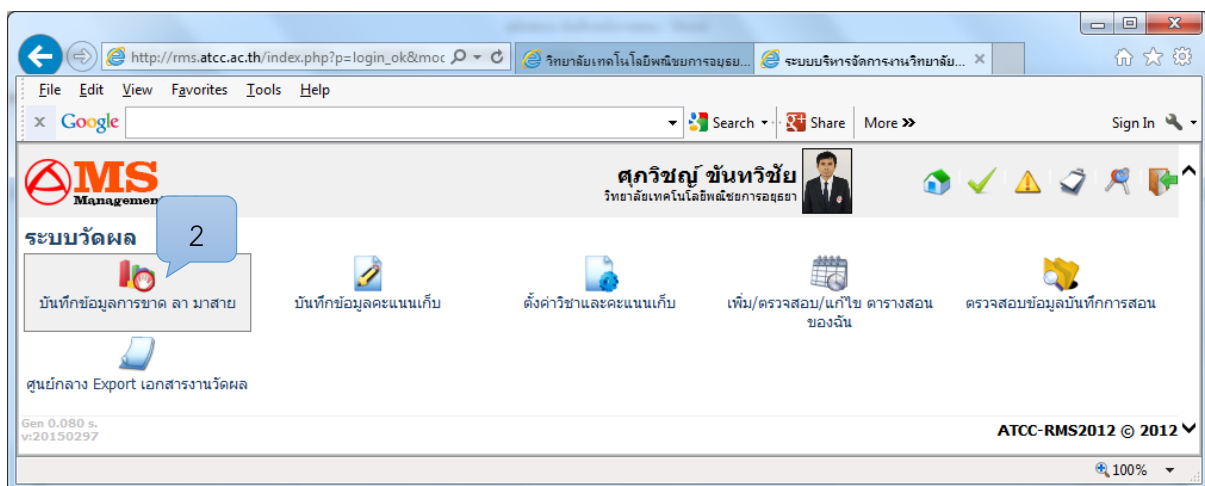 http://rms.atcc.ac.th/index.php?p=login_ok&moc
วิทยาลัยเทคโนโลยีพณิชยการอยุธย...
ระบบบริหารจัดการงานวิทยาลัย...
File Edit View Favorites Tools Help
x Google Search Share More » Sign In
MS
Management
ศุภวิชญ์ ขันทวิชัย
วิทยาลัยเทคโนโลยีพณิชยการอยุธยา
ระบบวัดผล
2
บันทึกข้อมูลการขาด ลา มาสาย
บันทึกข้อมูลคะแนนเก็บ
ตั้งค่าวิชาและคะแนนเก็บ
เพิ่ม/ตรวจสอบ/แก้ไข ตารางสอน
ของฉัน
ตรวจสอบข้อมูลบันทึกการสอน
ศูนย์กลาง Export เอกสารงานวัดผล
Gen 0.080 s.
v:20150297
ATCC-RMS2012 © 2012
100%